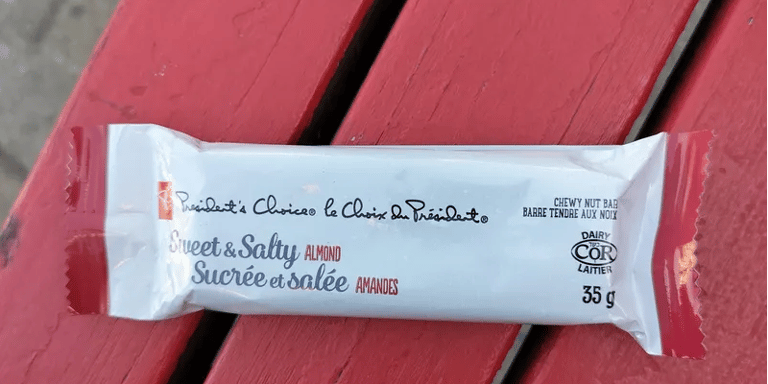 President's Choice® le Choix du Président®
Sweet & Salty ALMOND
Sucrée et salée AMANDES
CHEWY NUT BAR
BARRE TENDRE AUX NOIX
DAIRY
COR
LAITIER
35 g